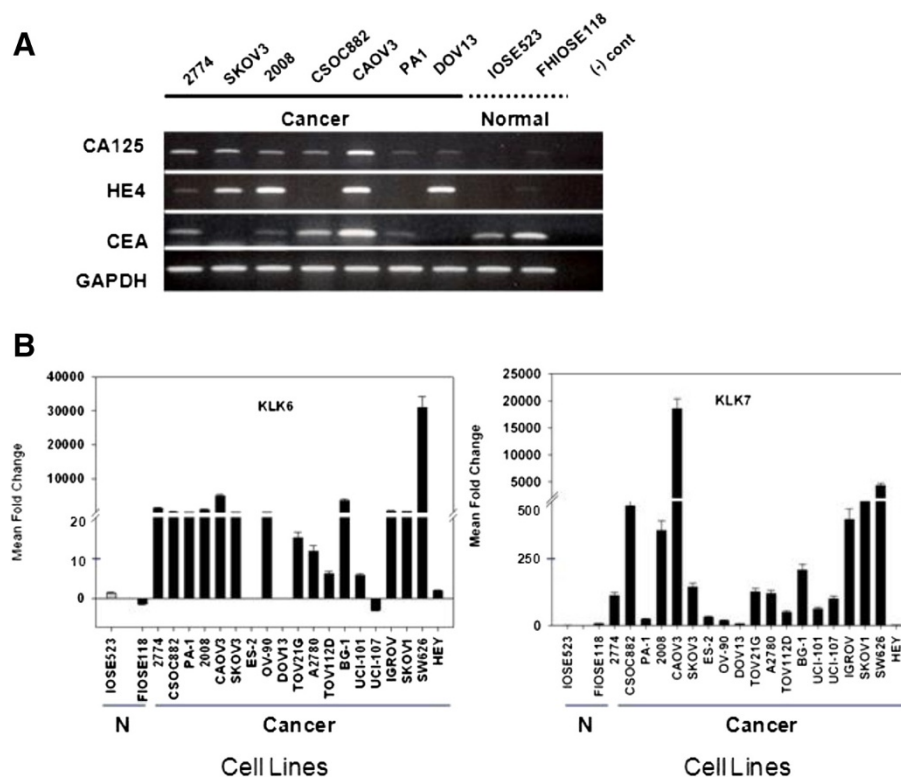 A
2774 SKOV3 2008 CSOC882 CAOV3 PA1 DOV13 IOSE523 FHIOSE118 (-) cont
Cancer Normal
CA125
HE4
CEA
GAPDH
B
KLK6
Mean Fold Change
40000
30000
20000
10000
20
10
0
IOSE523 FIOSE118 2774 CSOC882 PA-1 2008 CAOV3 SKOV3 ES-2 OV-90 DOV13 TOV21G A2780 TOV112D BG-1 UCI-101 UCI-107 IGROV SKOV1 SW626 HEY
N Cancer
Cell Lines
KLK7
Mean Fold Change
25000
20000
15000
10000
5000
500
250
0
IOSE523 FIOSE118 2774 CSOC882 PA-1 2008 CAOV3 SKOV3 ES-2 OV-90 DOV13 TOV21G A2780 TOV112D BG-1 UCI-101 UCI-107 IGROV SKOV1 SW626 HEY
N Cancer
Cell Lines